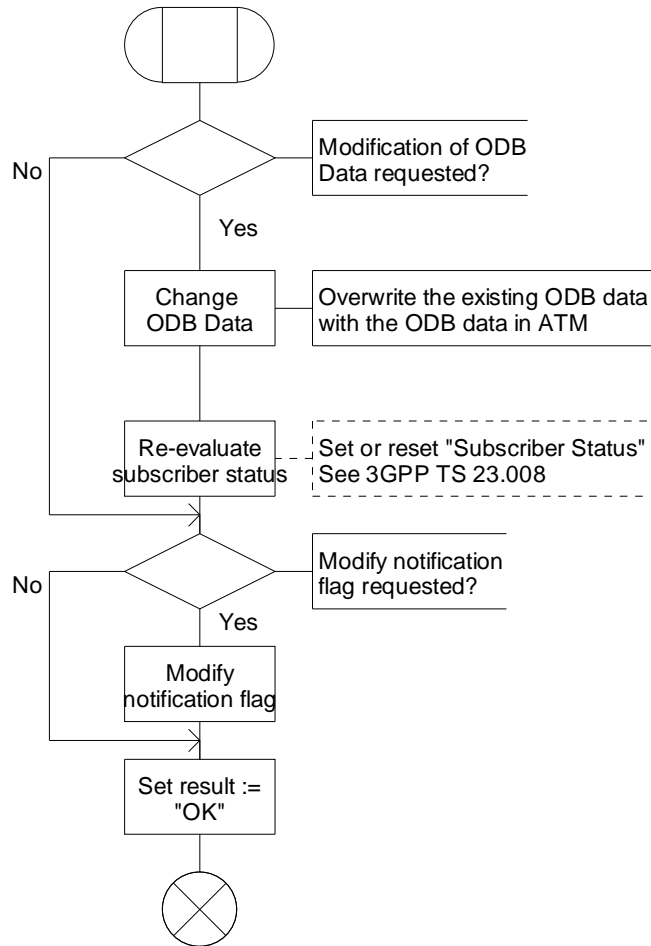 Modification of ODB
Data requested?
No
Yes
Change
ODB Data
Overwrite the existing ODB data
with the ODB data in ATM
Re-evaluate
subscriber status
Set or reset "Subscriber Status"
See 3GPP TS 23.008
Modify notification
flag requested?
No
Yes
Modify
notification flag
Set result :=
"OK"